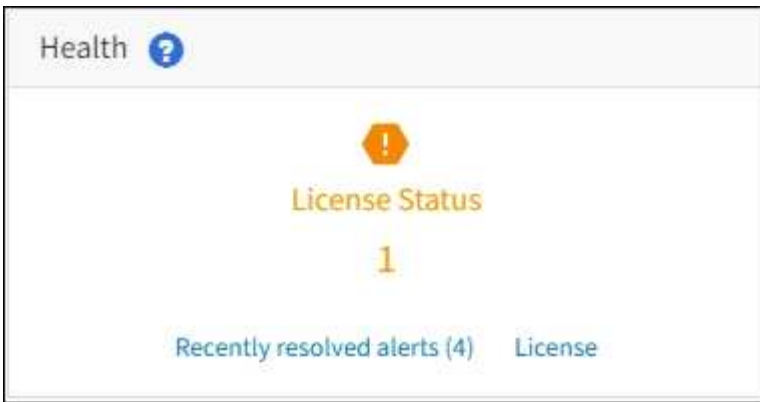 Health ?
!
License Status
1
Recently resolved alerts (4) License